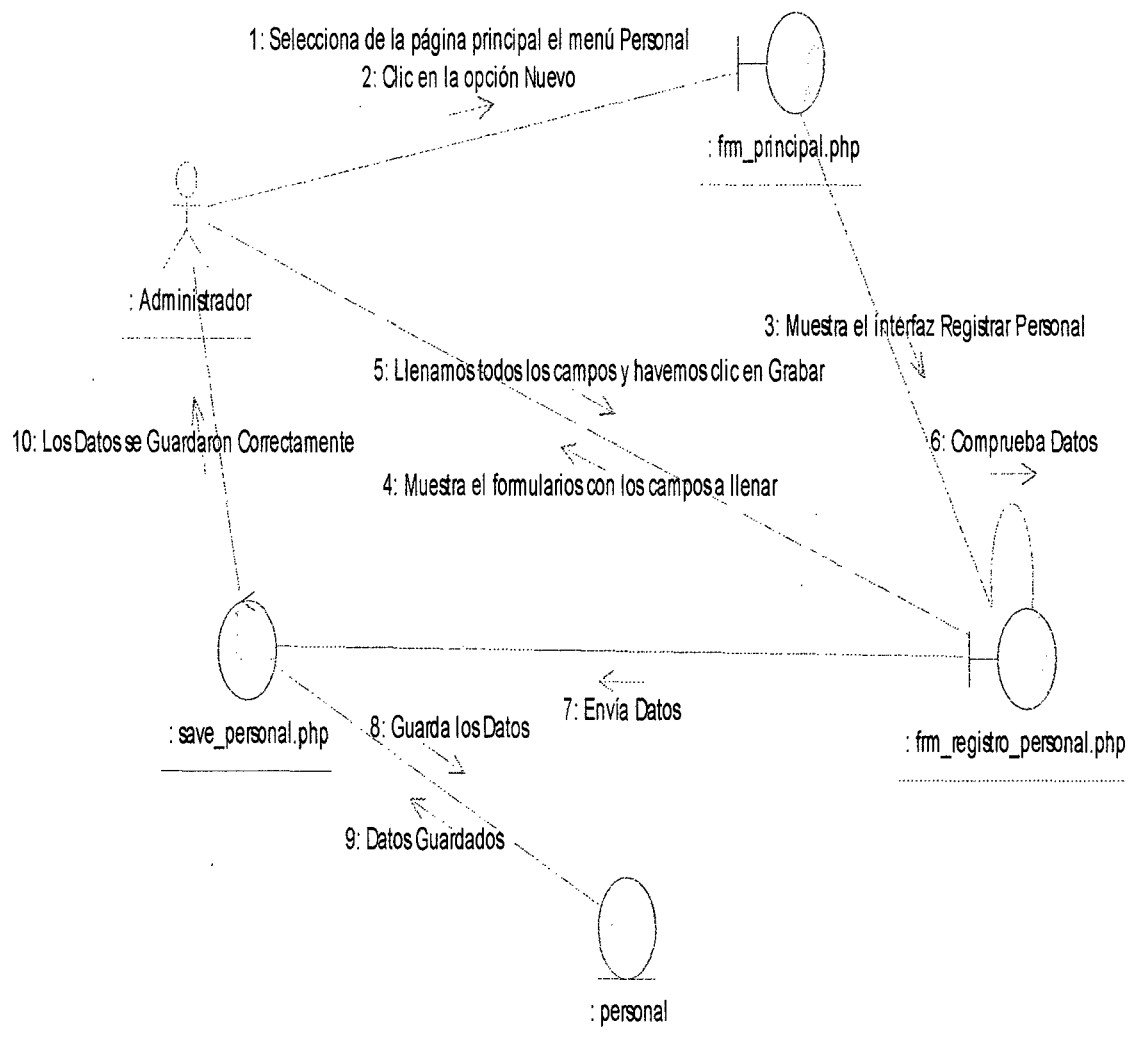 1: Selecciona de la página principal el menú Personal
2: Clic en la opción Nuevo
: frm_principal.php
: Administrador
3: Muestra el interfaz Registrar Personal
5: Llenamos todos los campos y havemos clic en Grabar
10: Los Datos se Guardaron Correctamente
6: Comprueba Datos
4: Muestra el formularios con los campos a llenar
7: Envía Datos
: save_personal.php
8: Guarda los Datos
: frm_registro_personal.php
9: Datos Guardados
: personal